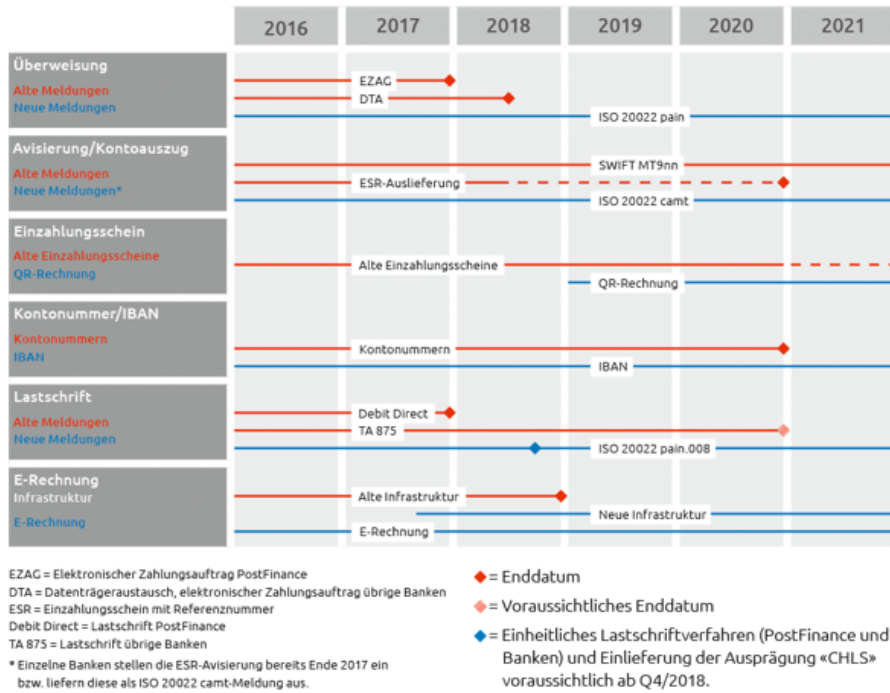 2016 2017 2018 2019 2020 2021
Überweisung
Alte Meldungen
Neue Meldungen
EZAG
DTA
ISO 20022 pain
Avisierung/Kontoauszug
Alte Meldungen
Neue Meldungen*
SWIFT MT9nn
ESR-Auslieferung
ISO 20022 camt
Einzahlungsschein
Alte Einzahlungsscheine
QR-Rechnung
Alte Einzahlungsscheine
QR-Rechnung
Kontonummer/IBAN
Kontonummern
IBAN
Kontonummern
IBAN
Lastschrift
Alte Meldungen
Neue Meldungen
Debit Direct
TA 875
ISO 20022 pain.008
E-Rechnung
Infrastruktur
E-Rechnung
Alte Infrastruktur
Neue Infrastruktur
E-Rechnung
EZAG = Elektronischer Zahlungsauftrag PostFinance
DTA = Datenträgeraustausch, elektronischer Zahlungsauftrag übrige Banken
ESR = Einzahlungsschein mit Referenznummer
Debit Direct = Lastschrift PostFinance
TA 875 = Lastschrift übrige Banken
* Einzelne Banken stellen die ESR-Avisierung bereits Ende 2017 ein
bzw. liefern diese als ISO 20022 camt-Meldung aus.
= Enddatum
= Voraussichtliches Enddatum
= Einheitliches Lastschriftverfahren (PostFinance und
Banken) und Einlieferung der Ausprägung «CHLS»
voraussichtlich ab Q4/2018.